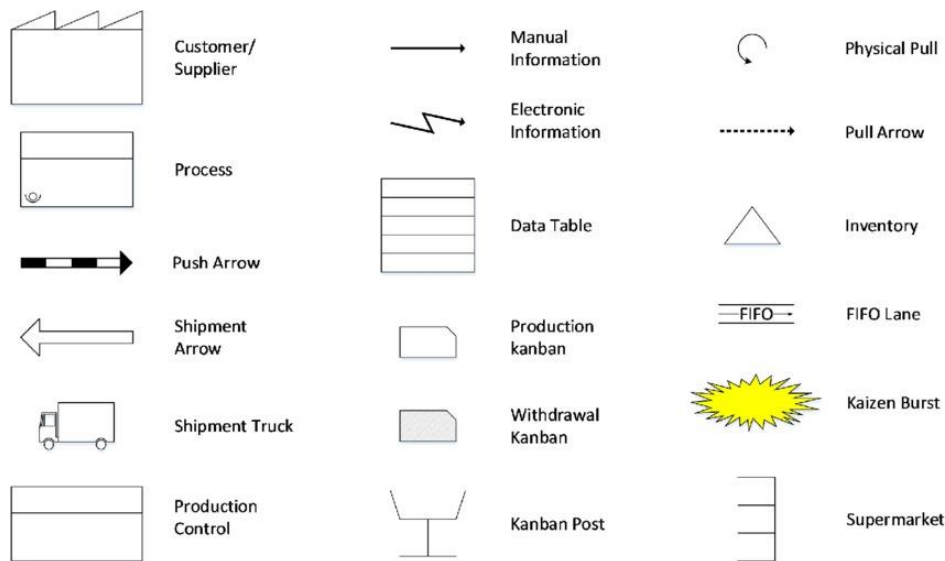 Customer/
Supplier
Process
Push Arrow
Shipment
Arrow
Shipment Truck
Production
Control
Manual
Information
Electronic
Information
Data Table
Production
kanban
Withdrawal
Kanban
Kanban Post
Physical Pull
Pull Arrow
Inventory
FIFO
FIFO Lane
Kaizen Burst
Supermarket